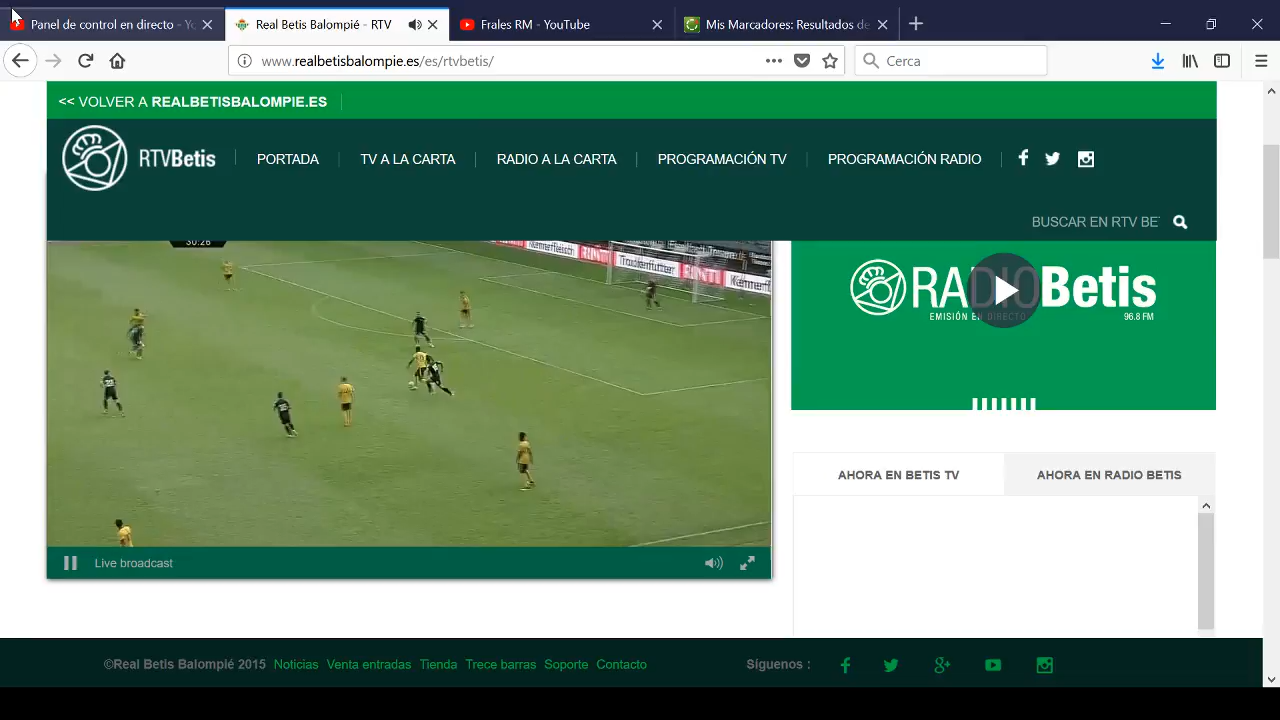 Panel de control en directo - Yo
Real Betis Balompié - RTV
Frales RM - YouTube
Mis Marcadores: Resultados de
www.realbetisbalompie.es/es/rtvbetis/
Cerca
<< VOLVER A REALBETISBALOMPIE.ES
RTVBetis
PORTADA
TV A LA CARTA
RADIO A LA CARTA
PROGRAMACIÓN TV
PROGRAMACIÓN RADIO
BUSCAR EN RTV BE
30:26
Kennerfleisch
Trockenfutter
RADIOBetis
EMISIÓN EN DIRECTO
96.8 FM
AHORA EN BETIS TV
AHORA EN RADIO BETIS
Live broadcast
©Real Betis Balompié 2015 Noticias Venta entradas Tienda Trece barras Soporte Contacto
Síguenos :